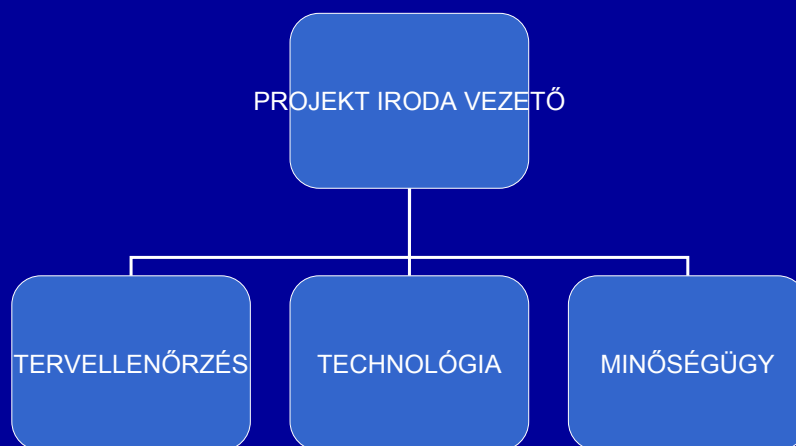 PROJEKT IRODA VEZETŐ
TERVELLENŐRZÉS
TECHNOLÓGIA
MINŐSÉGÜGY